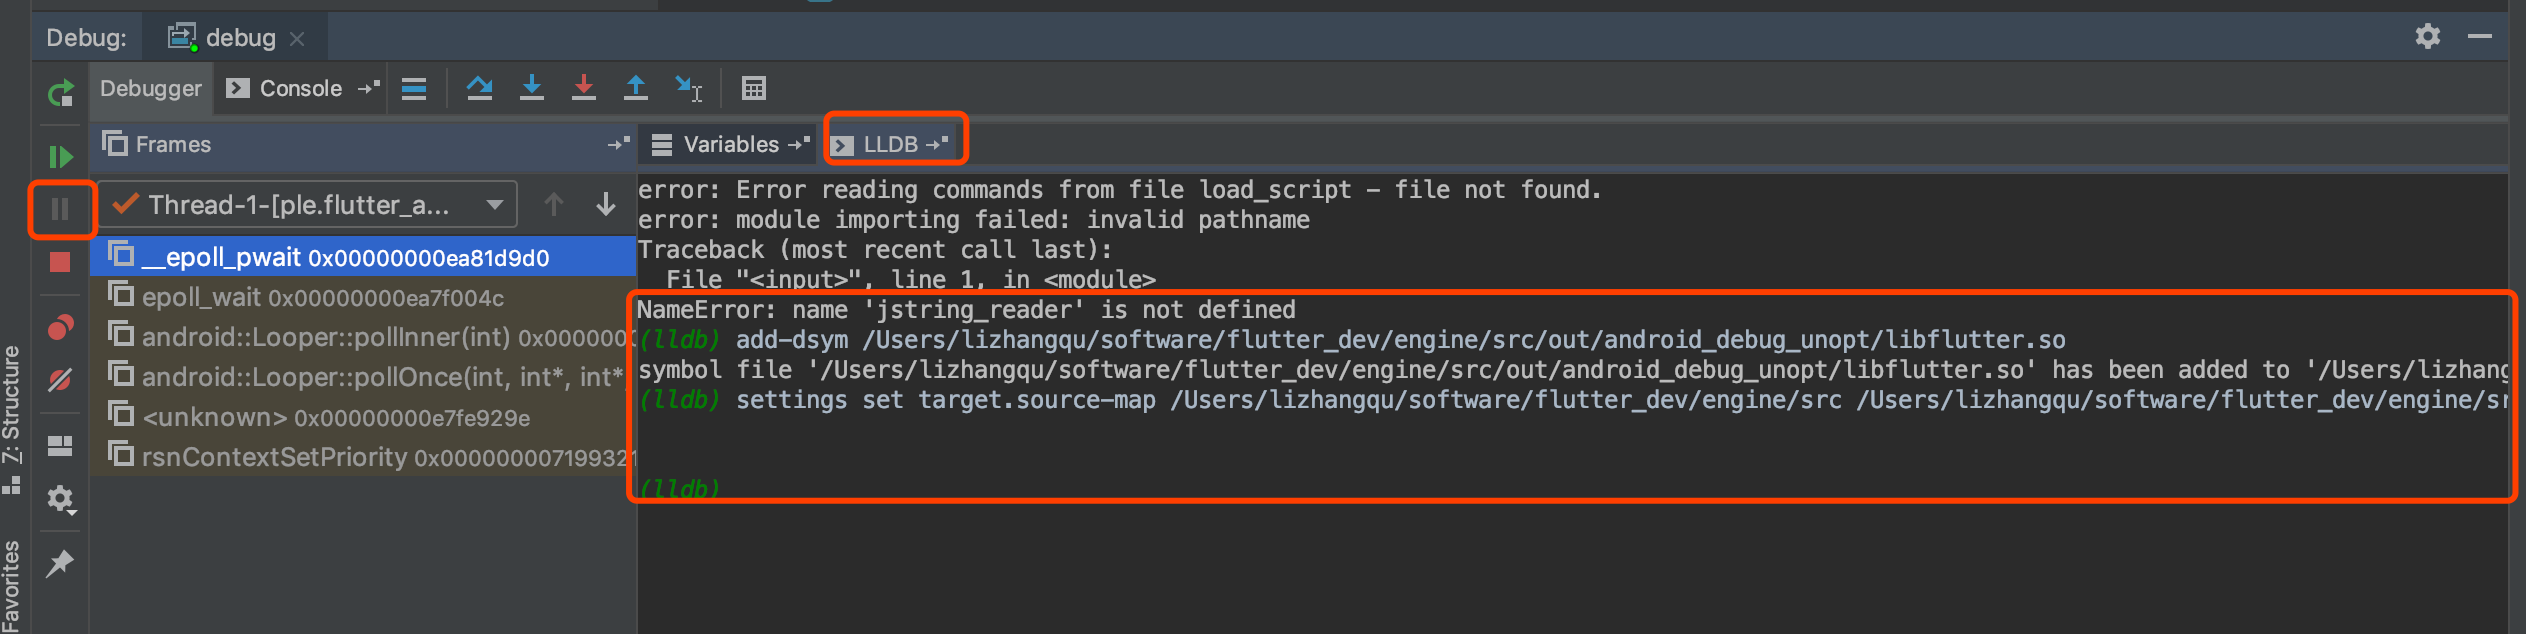 Debug: debug
Debugger Console
Frames Variables LLDB
Thread-1-[ple.flutter_a...
__epoll_pwait 0x00000000ea81d9d0
epoll_wait 0x00000000ea7f004c
android::Looper::pollInner(int) 0x000000
android::Looper::pollOnce(int, int*, int*
<unknown> 0x00000000e7fe929e
rsnContextSetPriority 0x000000007199321
error: Error reading commands from file load_script - file not found.
error: module importing failed: invalid pathname
Traceback (most recent call last):
File "<input>", line 1, in <module>
NameError: name 'jstring_reader' is not defined
(lldb) add-dsym /Users/lizhangqu/software/flutter_dev/engine/src/out/android_debug_unopt/libflutter.so
symbol file '/Users/lizhangqu/software/flutter_dev/engine/src/out/android_debug_unopt/libflutter.so' has been added to '/Users/lizhang
(lldb) settings set target.source-map /Users/lizhangqu/software/flutter_dev/engine/src /Users/lizhangqu/software/flutter_dev/engine/sr
(lldb)
Z: Structure
Favorites